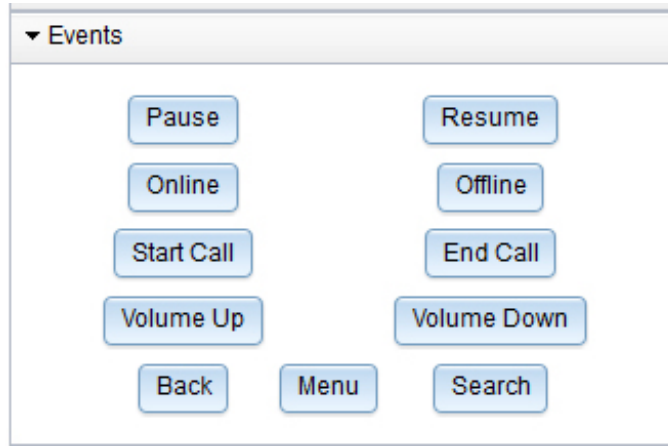 Events
Pause Resume
Online Offline
Start Call End Call
Volume Up Volume Down
Back Menu Search